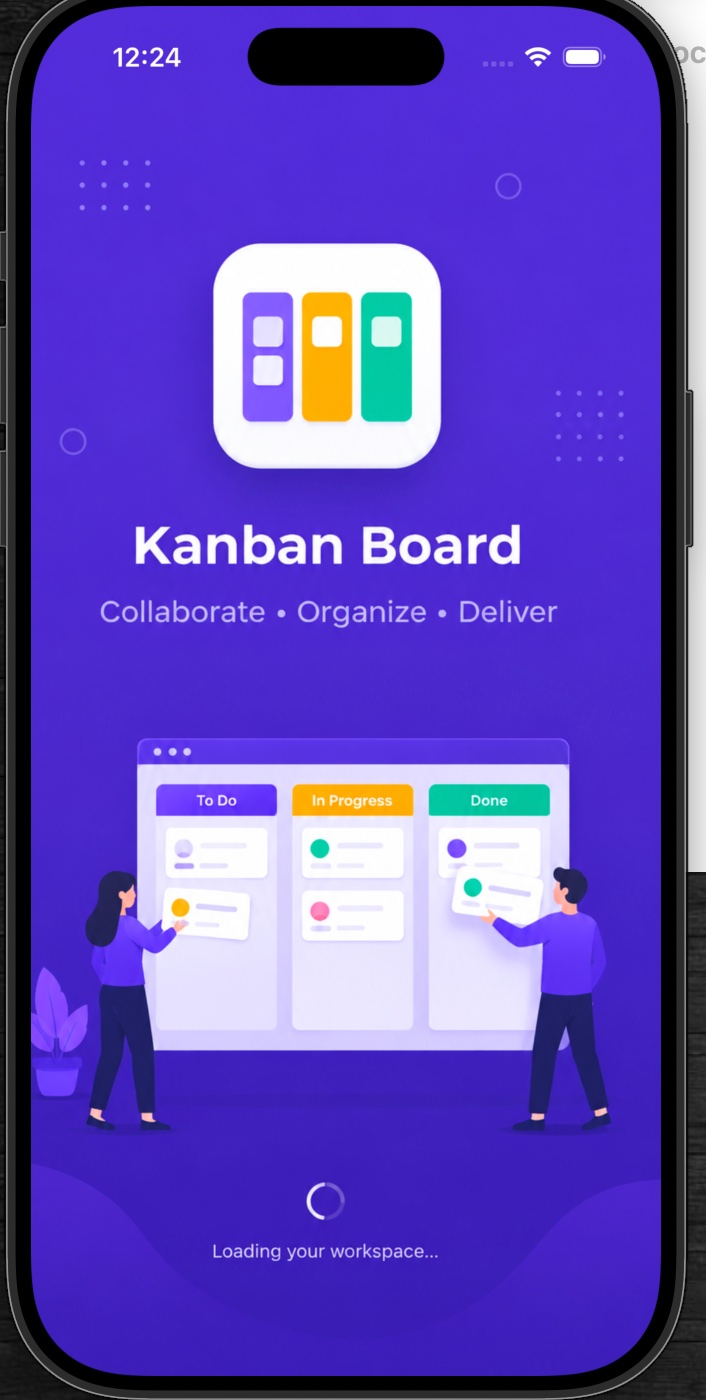 12:24
Kanban Board
Collaborate • Organize • Deliver
To Do
In Progress
Done
Loading your workspace...